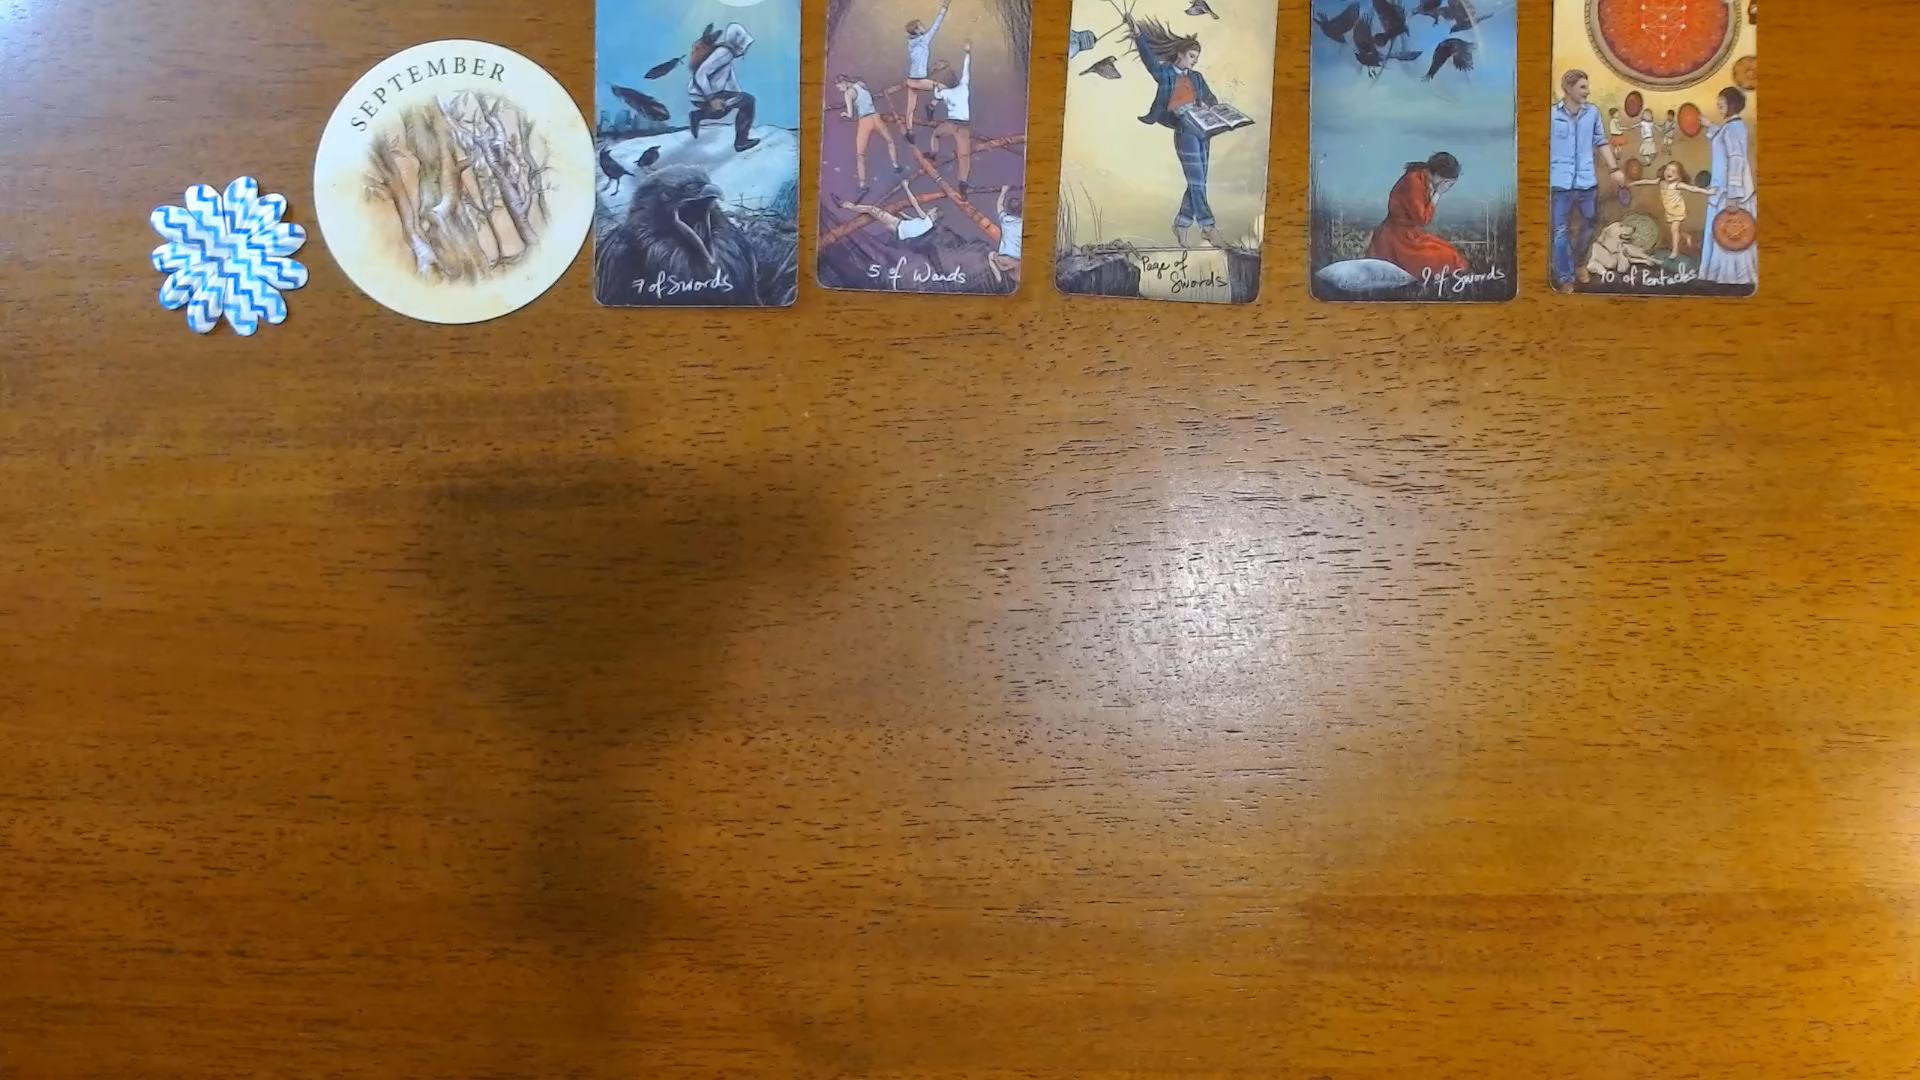 SEPTEMBER
7 of Swords
5 of Wands
Page of
Swords
9 of Swords
10 of Pentacles